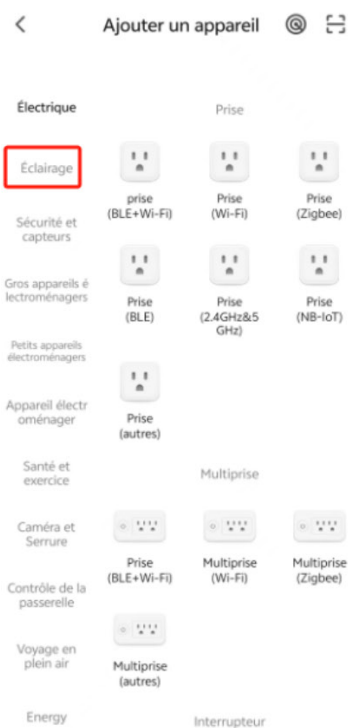 Ajouter un appareil
Électrique
Éclairage
Sécurité et
capteurs
Gros appareils é
lectroménagers
Petits appareils
électroménagers
Appareil électr
oménager
Santé et
exercice
Caméra et
Serrure
Contrôle de la
passerelle
Voyage en
plein air
Energy
Prise
prise
(BLE+Wi-Fi)
Prise
(Wi-Fi)
Prise
(Zigbee)
Prise
(BLE)
Prise
(2.4GHz&5
GHz)
Prise
(NB-IoT)
Prise
(autres)
Multiprise
Prise
(BLE+Wi-Fi)
Multiprise
(Wi-Fi)
Multiprise
(Zigbee)
Multiprise
(autres)
Interrupteur